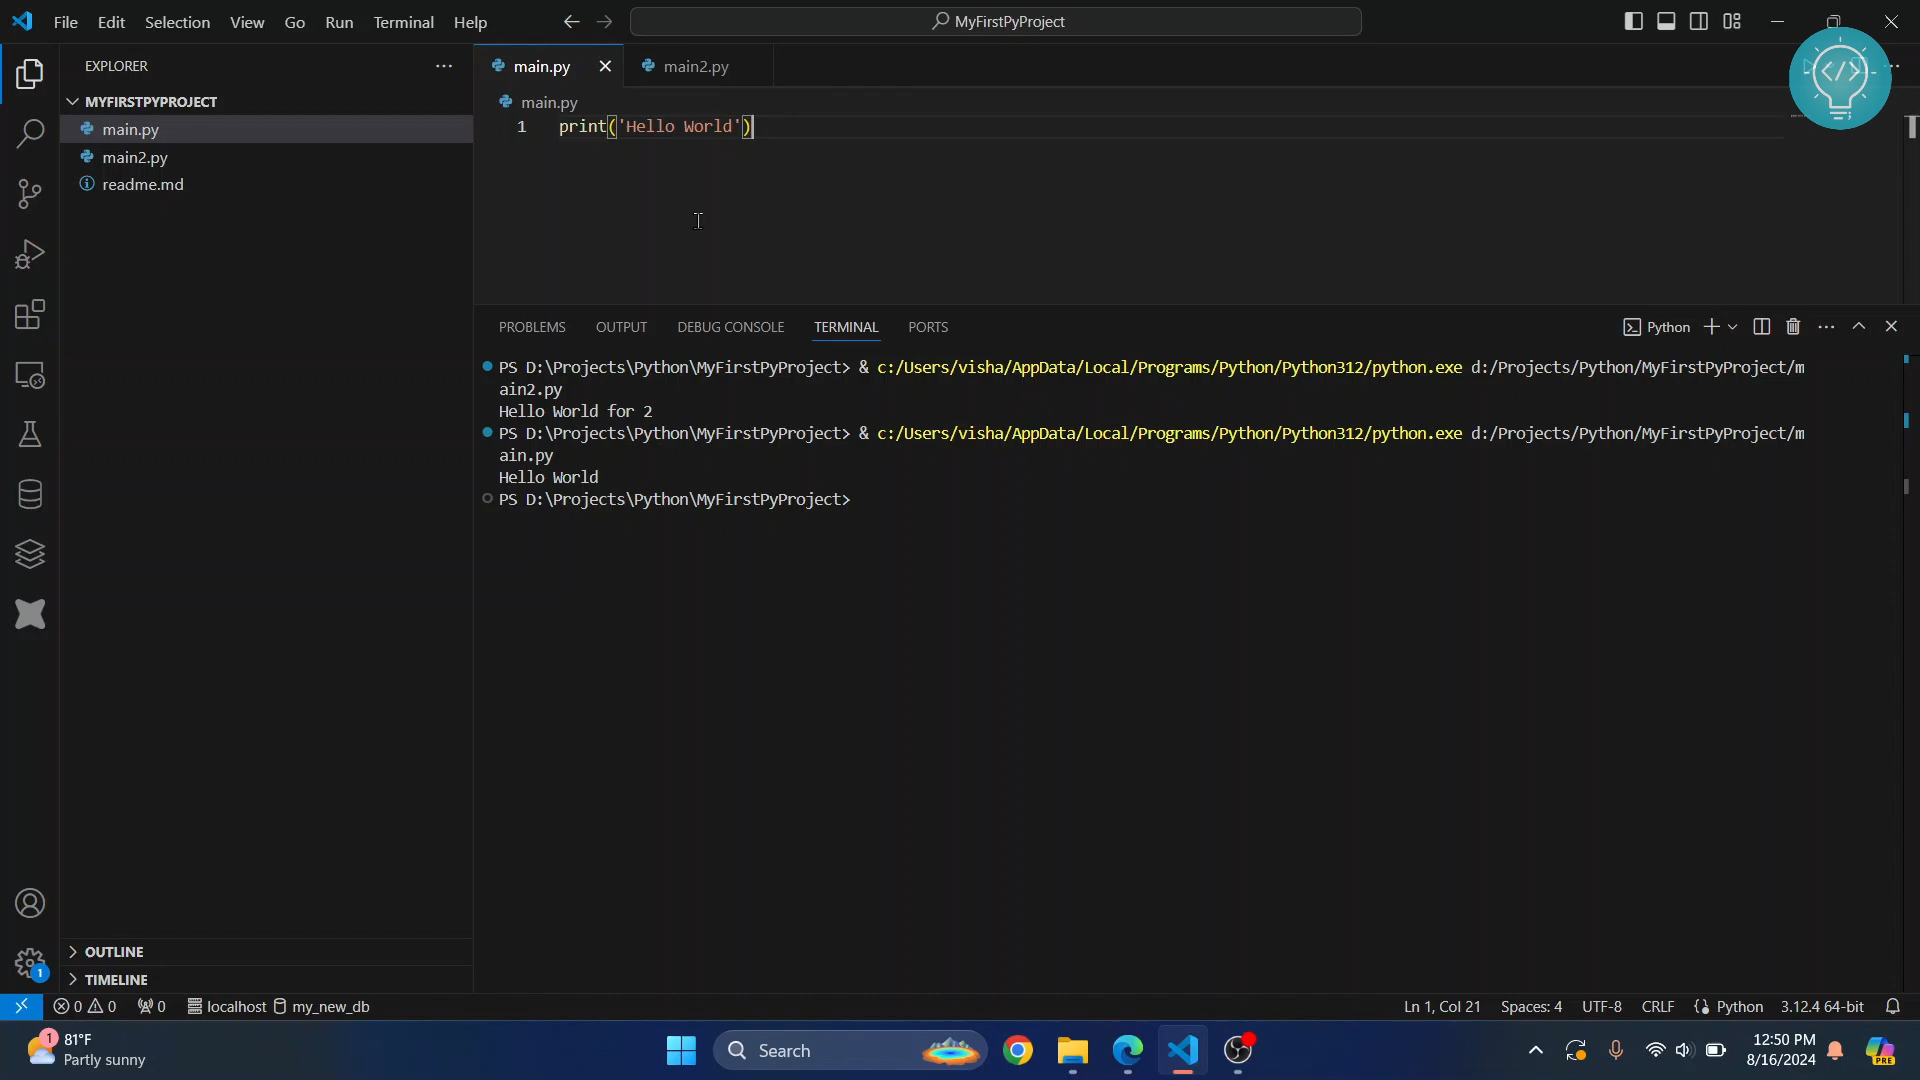 File Edit Selection View Go Run Terminal Help
MyFirstPyProject
EXPLORER
MYFIRSTPYPROJECT
main.py
main2.py
readme.md
main.py
main2.py
main.py
1 print('Hello World')
PROBLEMS OUTPUT DEBUG CONSOLE TERMINAL PORTS
Python
PS D:\Projects\Python\MyFirstPyProject> & c:/Users/visha/AppData/Local/Programs/Python/Python312/python.exe d:/Projects/Python/MyFirstPyProject/m
ain2.py
Hello World for 2
PS D:\Projects\Python\MyFirstPyProject> & c:/Users/visha/AppData/Local/Programs/Python/Python312/python.exe d:/Projects/Python/MyFirstPyProject/m
ain.py
Hello World
PS D:\Projects\Python\MyFirstPyProject>
1
OUTLINE
TIMELINE
0 0 0 localhost my_new_db
Ln 1, Col 21 Spaces: 4 UTF-8 CRLF Python 3.12.4 64-bit
1
81°F
Partly sunny
Search
12:50 PM
8/16/2024
PRE